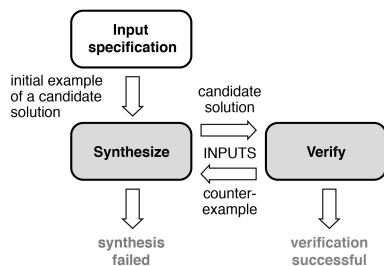 Input
specification
initial example
of a candidate
solution
candidate
solution
Synthesize
INPUTS
Verify
counter-
example
synthesis
failed
verification
successful